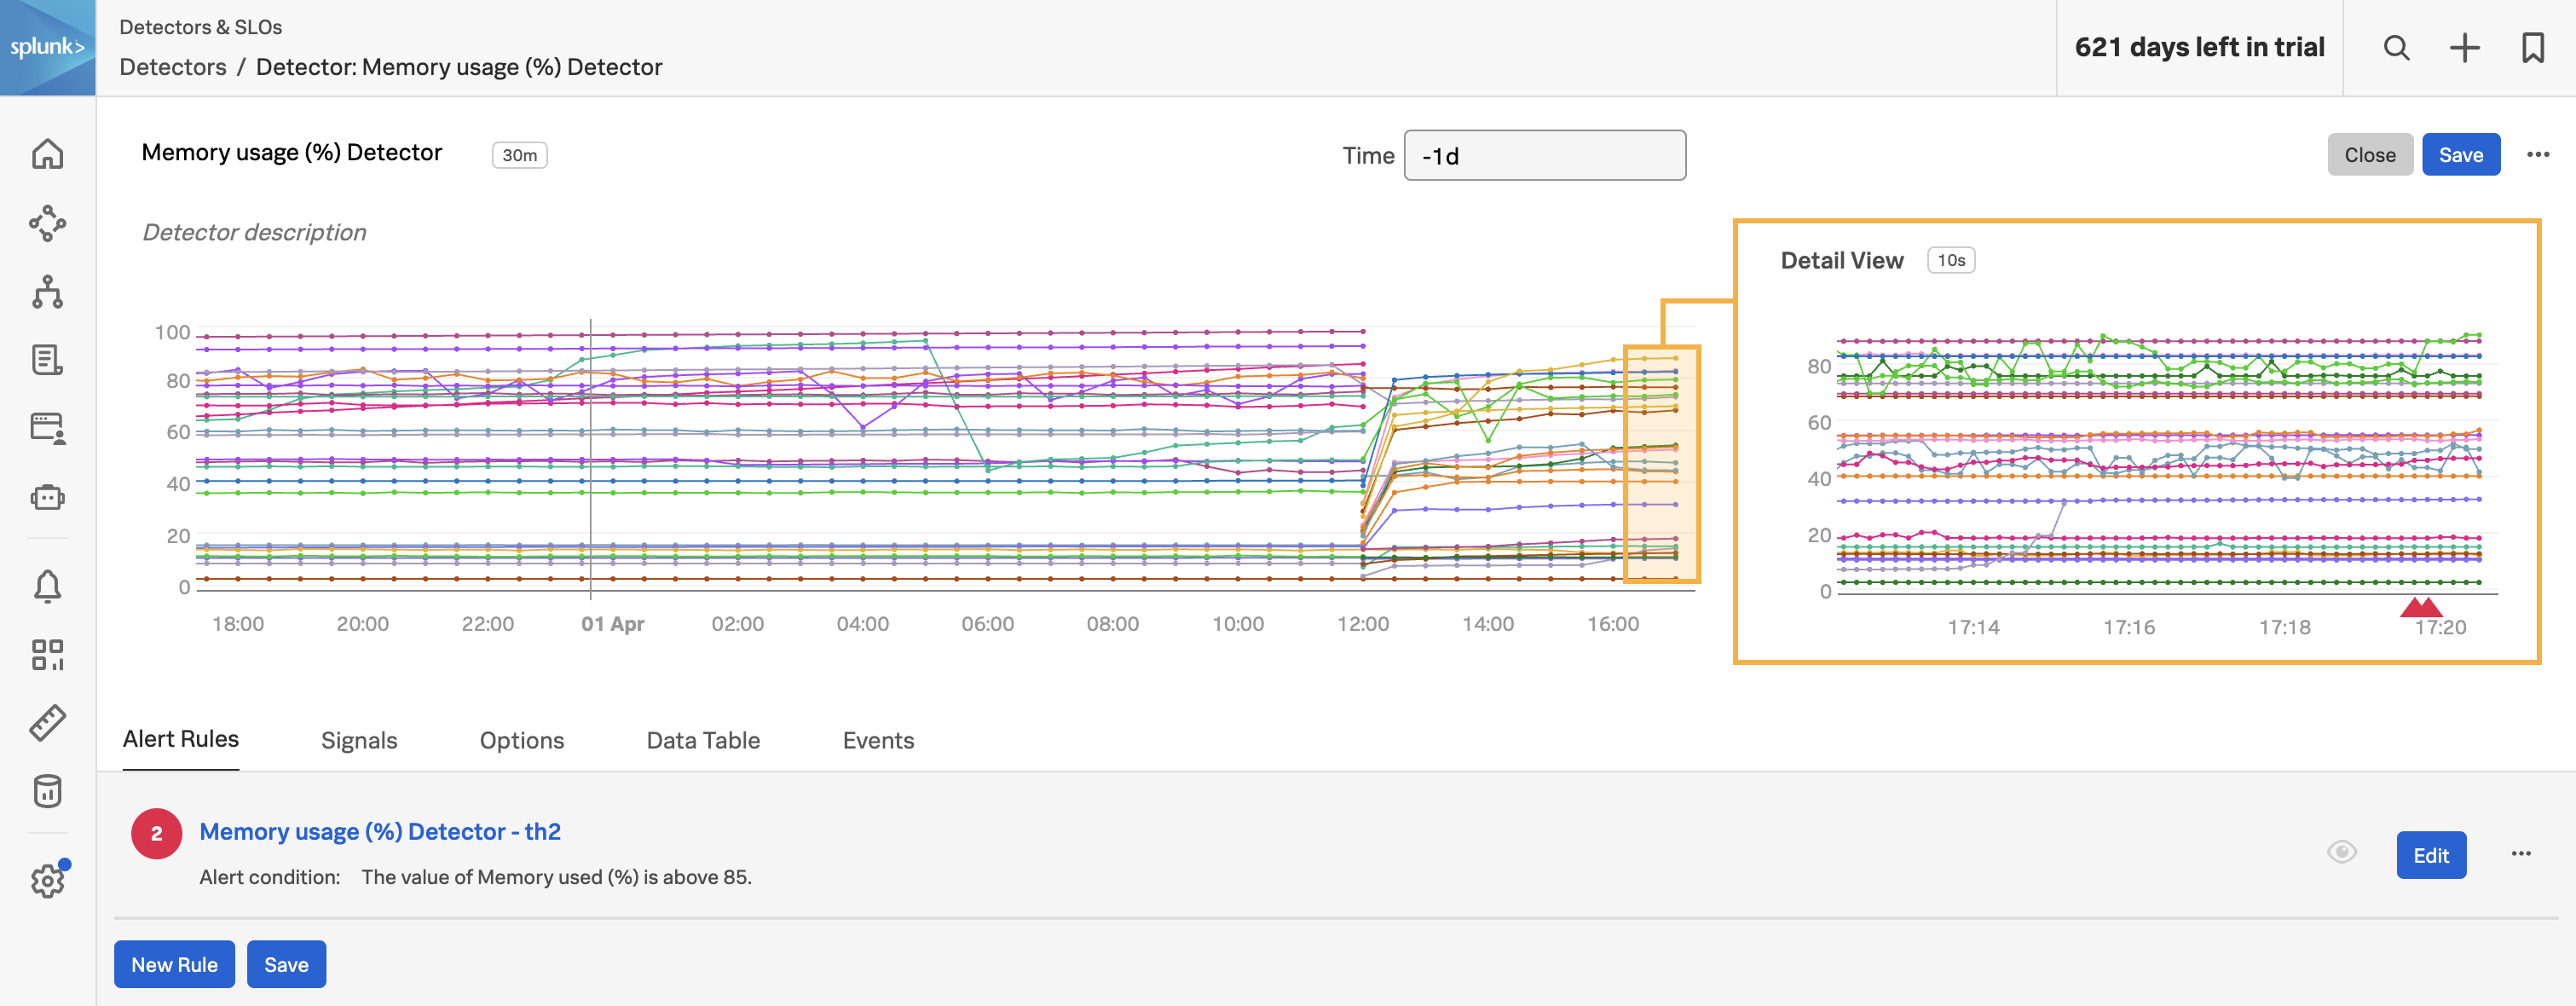 splunk>
Detectors & SLOs
Detectors / Detector: Memory usage (%) Detector
621 days left in trial
Memory usage (%) Detector 30m
Time -1d
Close Save
Detector description
Detail View 10s
100
80
60
40
20
0
18:00 20:00 22:00 01 Apr 02:00 04:00 06:00 08:00 10:00 12:00 14:00 16:00
80
60
40
20
0
17:14 17:16 17:18 17:20
Alert Rules Signals Options Data Table Events
2 Memory usage (%) Detector - th2
Alert condition: The value of Memory used (%) is above 85.
Edit
New Rule Save